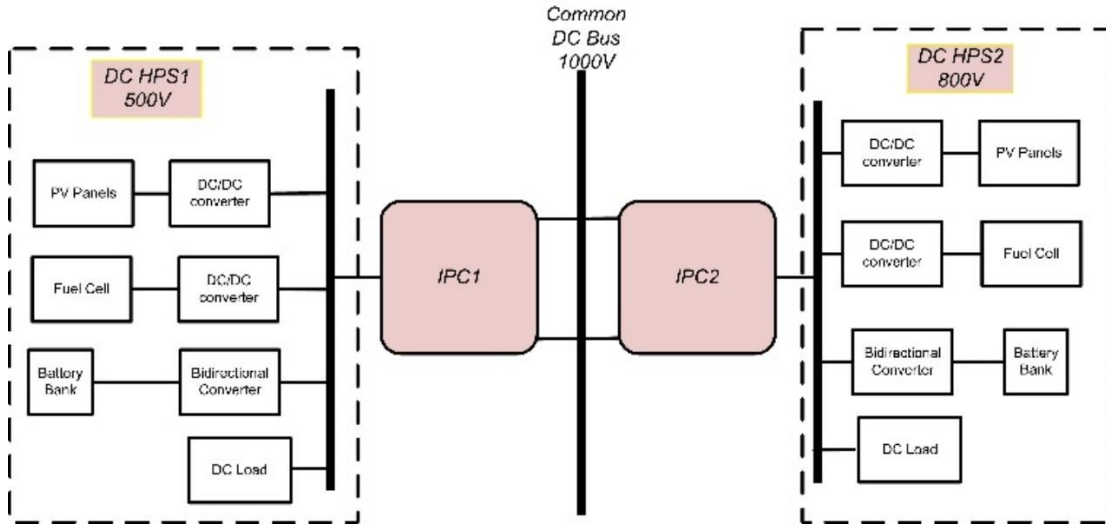 Common
DC Bus
1000V
DC HPS1
500V
PV Panels
DC/DC
converter
Fuel Cell
DC/DC
converter
Battery
Bank
Bidirectional
Converter
DC Load
IPC1
IPC2
DC HPS2
800V
DC/DC
converter
PV Panels
DC/DC
converter
Fuel Cell
Bidirectional
Converter
Battery
Bank
DC Load